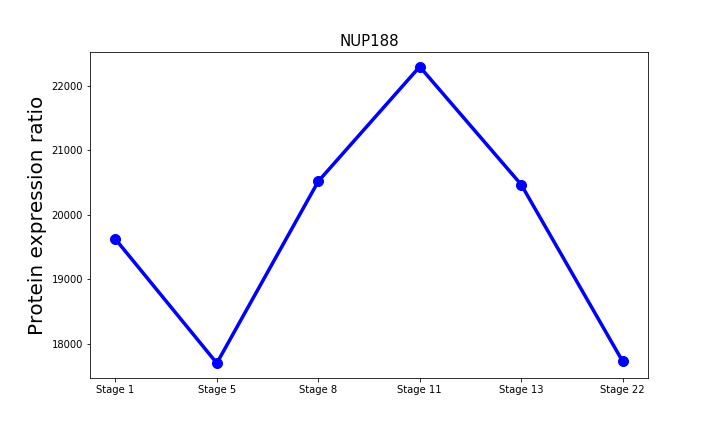 NUP188
Protein expression ratio
22000
21000
20000
19000
18000
Stage 1 Stage 5 Stage 8 Stage 11 Stage 13 Stage 22